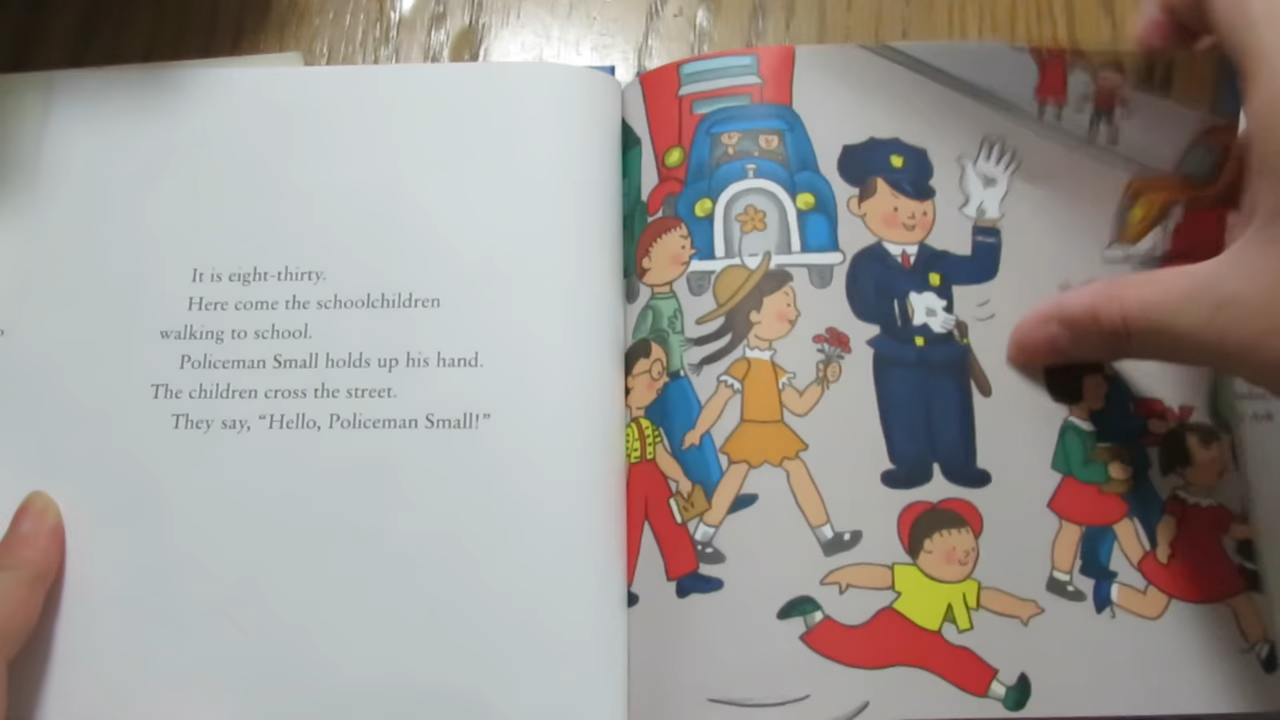 It is eight-thirty.
Here come the schoolchildren
walking to school.
Policeman Small holds up his hand.
The children cross the street.
They say, “Hello, Policeman Small!”